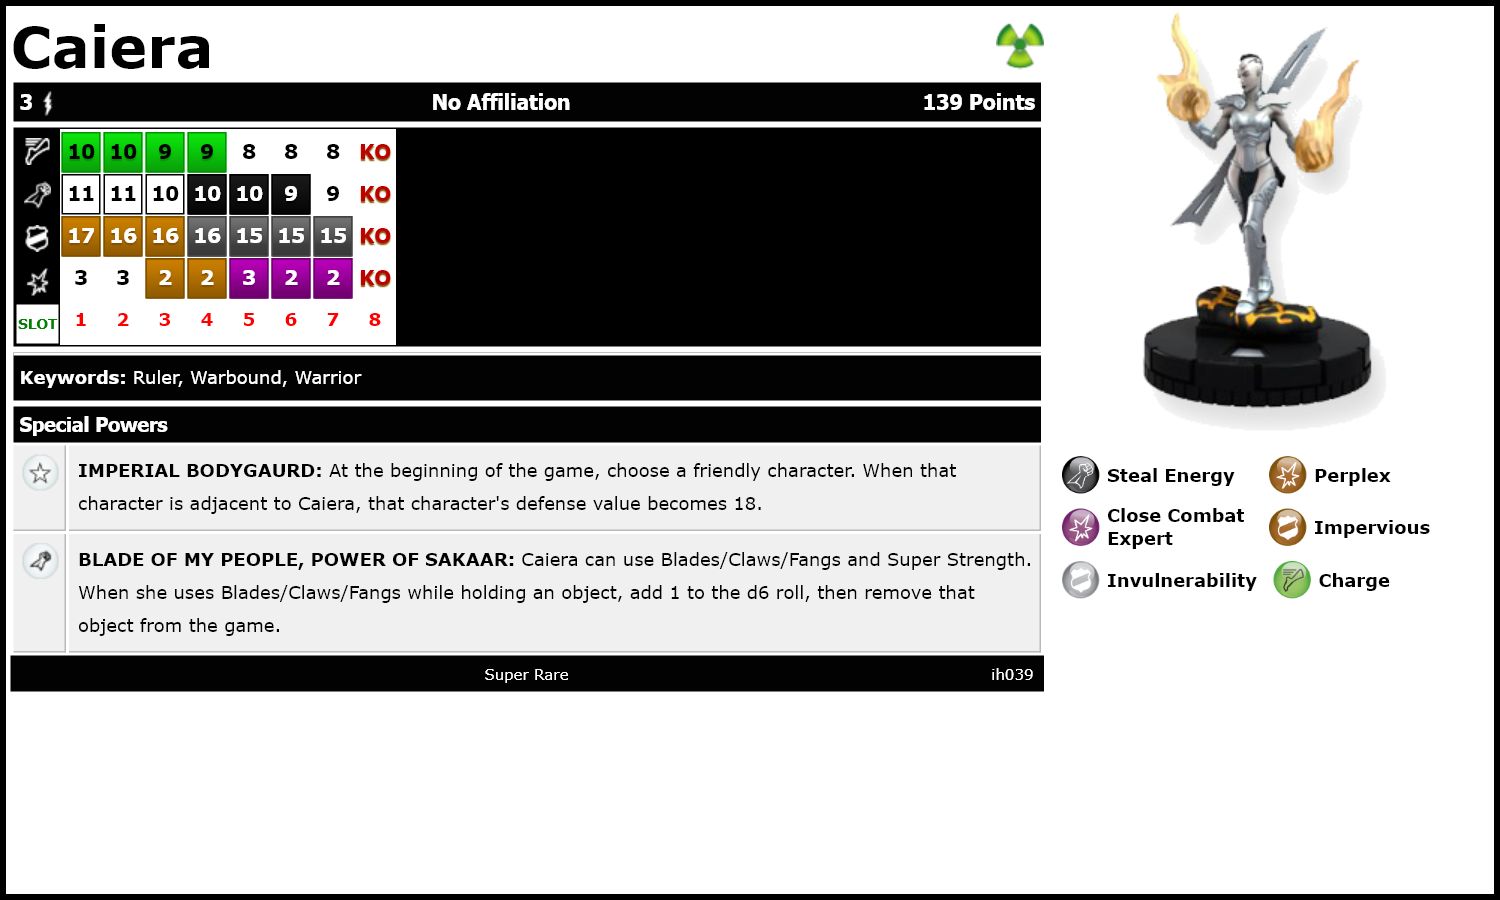 Caiera
3 No Affiliation 139 Points
10 10 9 9 8 8 8 KO
11 11 10 10 10 9 9 KO
17 16 16 16 15 15 15 KO
3 3 2 2 3 2 2 KO
SLOT 1 2 3 4 5 6 7 8
Keywords: Ruler, Warbound, Warrior
Special Powers
IMPERIAL BODYGAURD: At the beginning of the game, choose a friendly character. When that
character is adjacent to Caiera, that character's defense value becomes 18.
BLADE OF MY PEOPLE, POWER OF SAKAAR: Caiera can use Blades/Claws/Fangs and Super Strength.
When she uses Blades/Claws/Fangs while holding an object, add 1 to the d6 roll, then remove that
object from the game.
Super Rare ih039
Steal Energy Perplex
Close Combat
Expert
Impervious
Invulnerability Charge